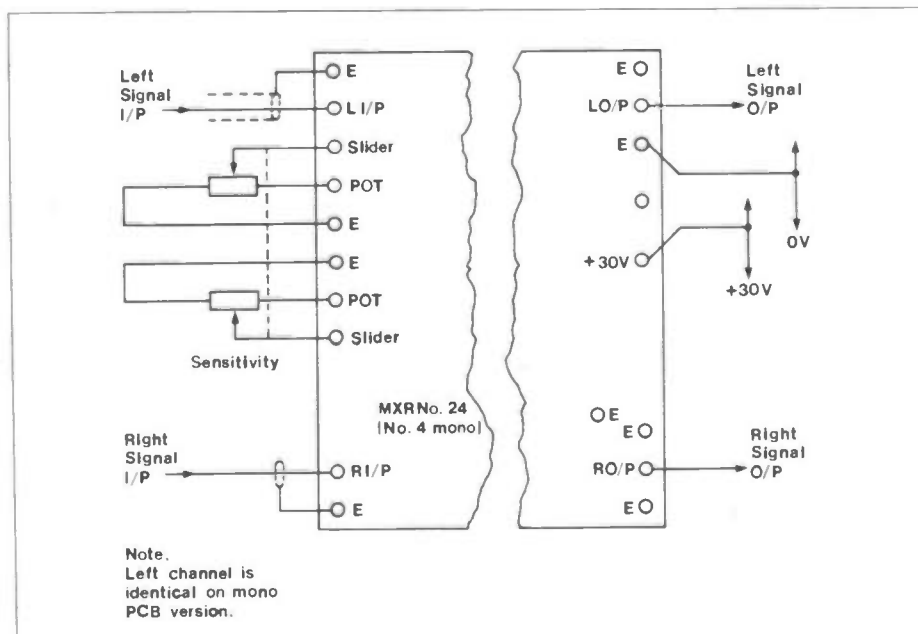 Left
Signal
I/P
E
L I/P
Slider
POT
E
E
POT
Slider
Sensitivity
MXR No. 24
(No. 4 mono)
Right
Signal
I/P
R I/P
E
Note.
Left channel is
identical on mono
PCB version.
E
LO/P
E
+30V
Left
Signal
O/P
0V
+30V
E
E
RO/P
E
Right
Signal
O/P